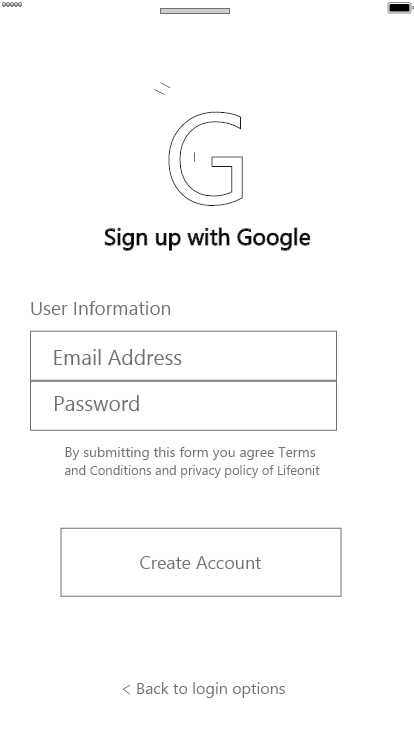 G
Sign up with Google
User Information
Email Address
Password
By submitting this form you agree Terms
and Conditions and privacy policy of Lifeonit
Create Account
< Back to login options